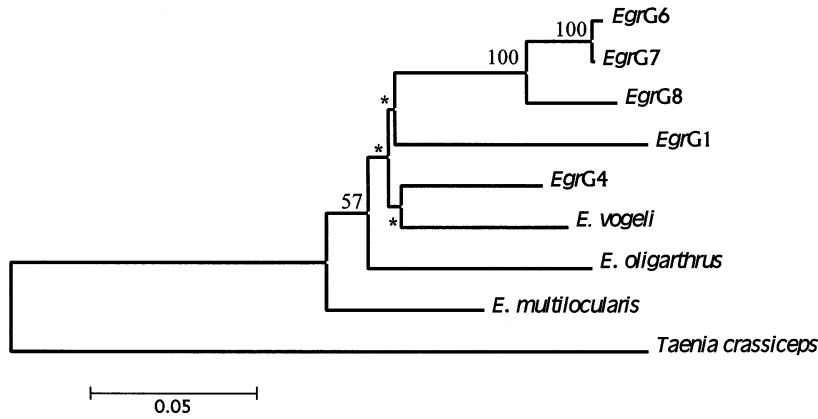 EgrG6
100
EgrG7
100
EgrG8
*
EgrG1
*
EgrG4
57
*
E. vogeli
E. oligarthrus
E. multilocularis
Taenia crassiceps
0.05